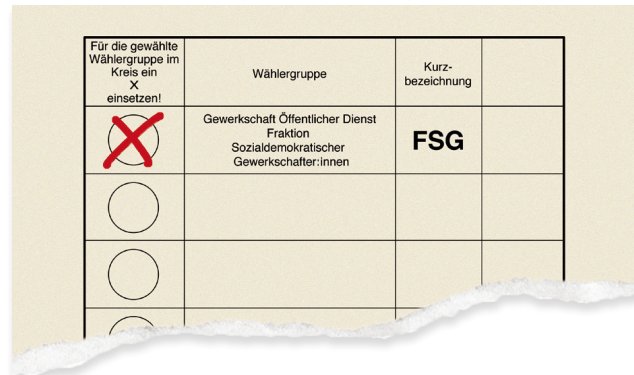 Für die gewählte
Wählergruppe im
Kreis ein
X
einsetzen!
Wählergruppe
Kurz-
bezeichnung
Gewerkschaft Öffentlicher Dienst
Fraktion
Sozialdemokratischer
Gewerkschafter:innen
FSG